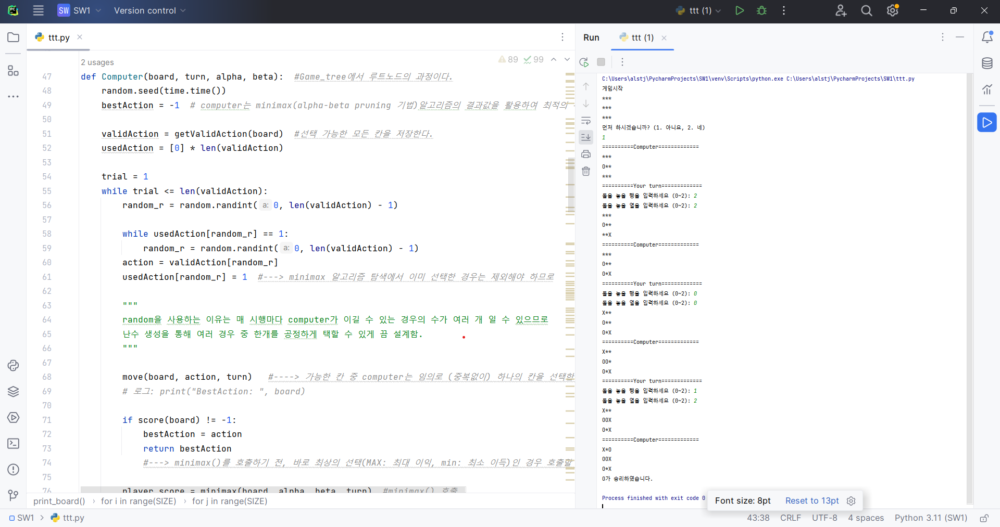 SW SW1 Version control ttt (1)
ttt.py
Run ttt (1)
89 99
2 usages
47 def Computer(board, turn, alpha, beta): #Game_tree에서 루트노드의 과정이다.
48 random.seed(time.time())
49 bestAction = -1 # computer는 minimax(alpha-beta pruning 기법)알고리즘의 결과값을 활용하여 최적의
50
51 validAction = getValidAction(board) #선택 가능한 모든 칸을 저장한다.
52 usedAction = [0] * len(validAction)
53
54 trial = 1
55 while trial <= len(validAction):
56 random_r = random.randint( a: 0, len(validAction) - 1)
57
58 while usedAction[random_r] == 1:
59 random_r = random.randint( a: 0, len(validAction) - 1)
60 action = validAction[random_r]
61 usedAction[random_r] = 1 #---> minimax 알고리즘 탐색에서 이미 선택한 경우는 제외해야 하므로
62
63 """
64 random을 사용하는 이유는 매 시행마다 computer가 이길 수 있는 경우의 수가 여러 개 일 수 있으므로
65 난수 생성을 통해 여러 경우 중 한개를 공정하게 택할 수 있게 끔 설계함.
66 """
67
68 move(board, action, turn) #----> 가능한 칸 중 computer는 임의로 (중복없이) 하나의 칸을 선택한
69 # 로그: print("BestAction: ", board)
70
71 if score(board) != -1:
72 bestAction = action
73 return bestAction
74 #---> minimax()를 호출하기 전, 바로 최상의 선택(MAX: 최대 이익, min: 최소 이득)인 경우 호출할
75
76 player_score = minimax(board, alpha, beta, turn) #minimax() 호출
print_board() › for i in range(SIZE) › for j in range(SIZE)
C:\Users\alstj\PycharmProjects\SW1\venv\Scripts\python.exe C:\Users\alstj\PycharmProjects\SW1\ttt.py
게임시작
***
***
***
먼저 하시겠습니까? (1. 아니요, 2. 네)
1
==========Computer=============
***
O**
***
==========Your turn=============
돌을 놓을 행을 입력하세요 (0~2): 2
돌을 놓을 열을 입력하세요 (0~2): 2
***
O**
**X
==========Computer=============
***
O**
O*X
==========Your turn=============
돌을 놓을 행을 입력하세요 (0~2): 0
돌을 놓을 열을 입력하세요 (0~2): 0
X**
O**
O*X
==========Computer=============
X**
OO*
O*X
==========Your turn=============
돌을 놓을 행을 입력하세요 (0~2): 1
돌을 놓을 열을 입력하세요 (0~2): 2
X**
OOX
O*X
==========Computer=============
X*O
OOX
O*X
O가 승리하였습니다.

Process finished with exit code 0
Font size: 8pt Reset to 13pt
SW1 > ttt.py
43:38 CRLF UTF-8 4 spaces Python 3.11 (SW1)